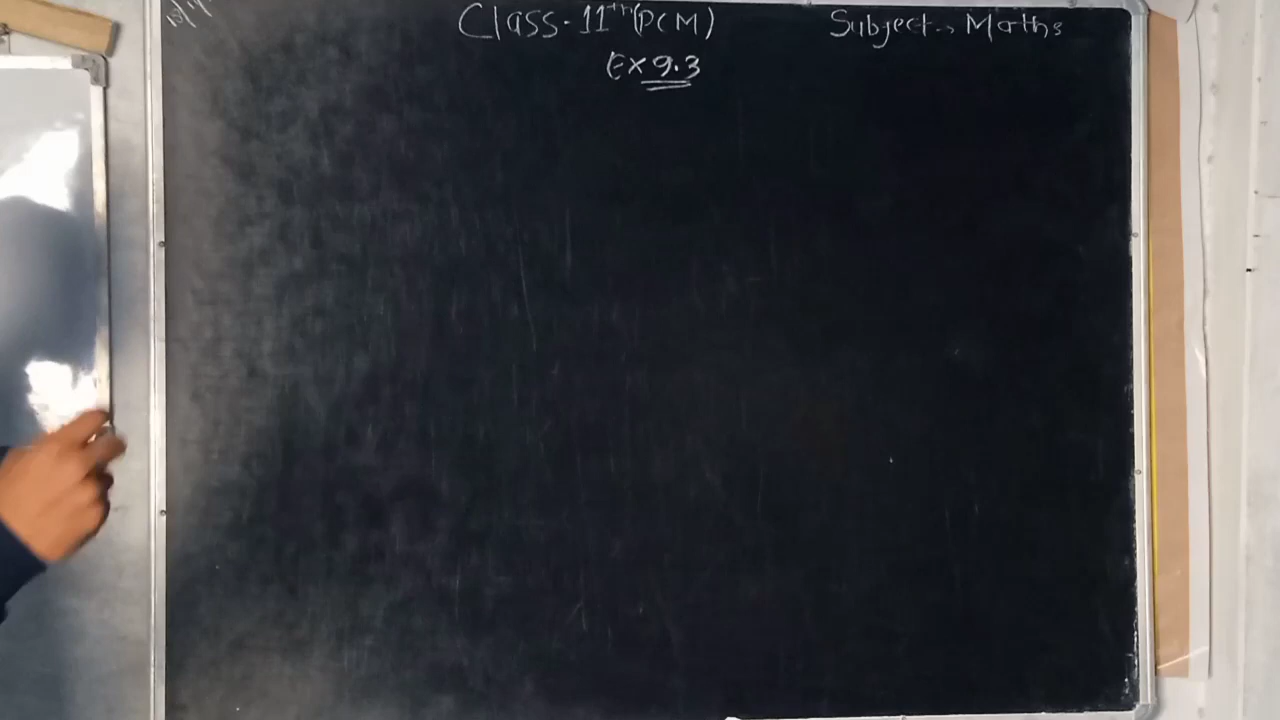 Class-11th (PCM) Subject → Maths
EX 9.3